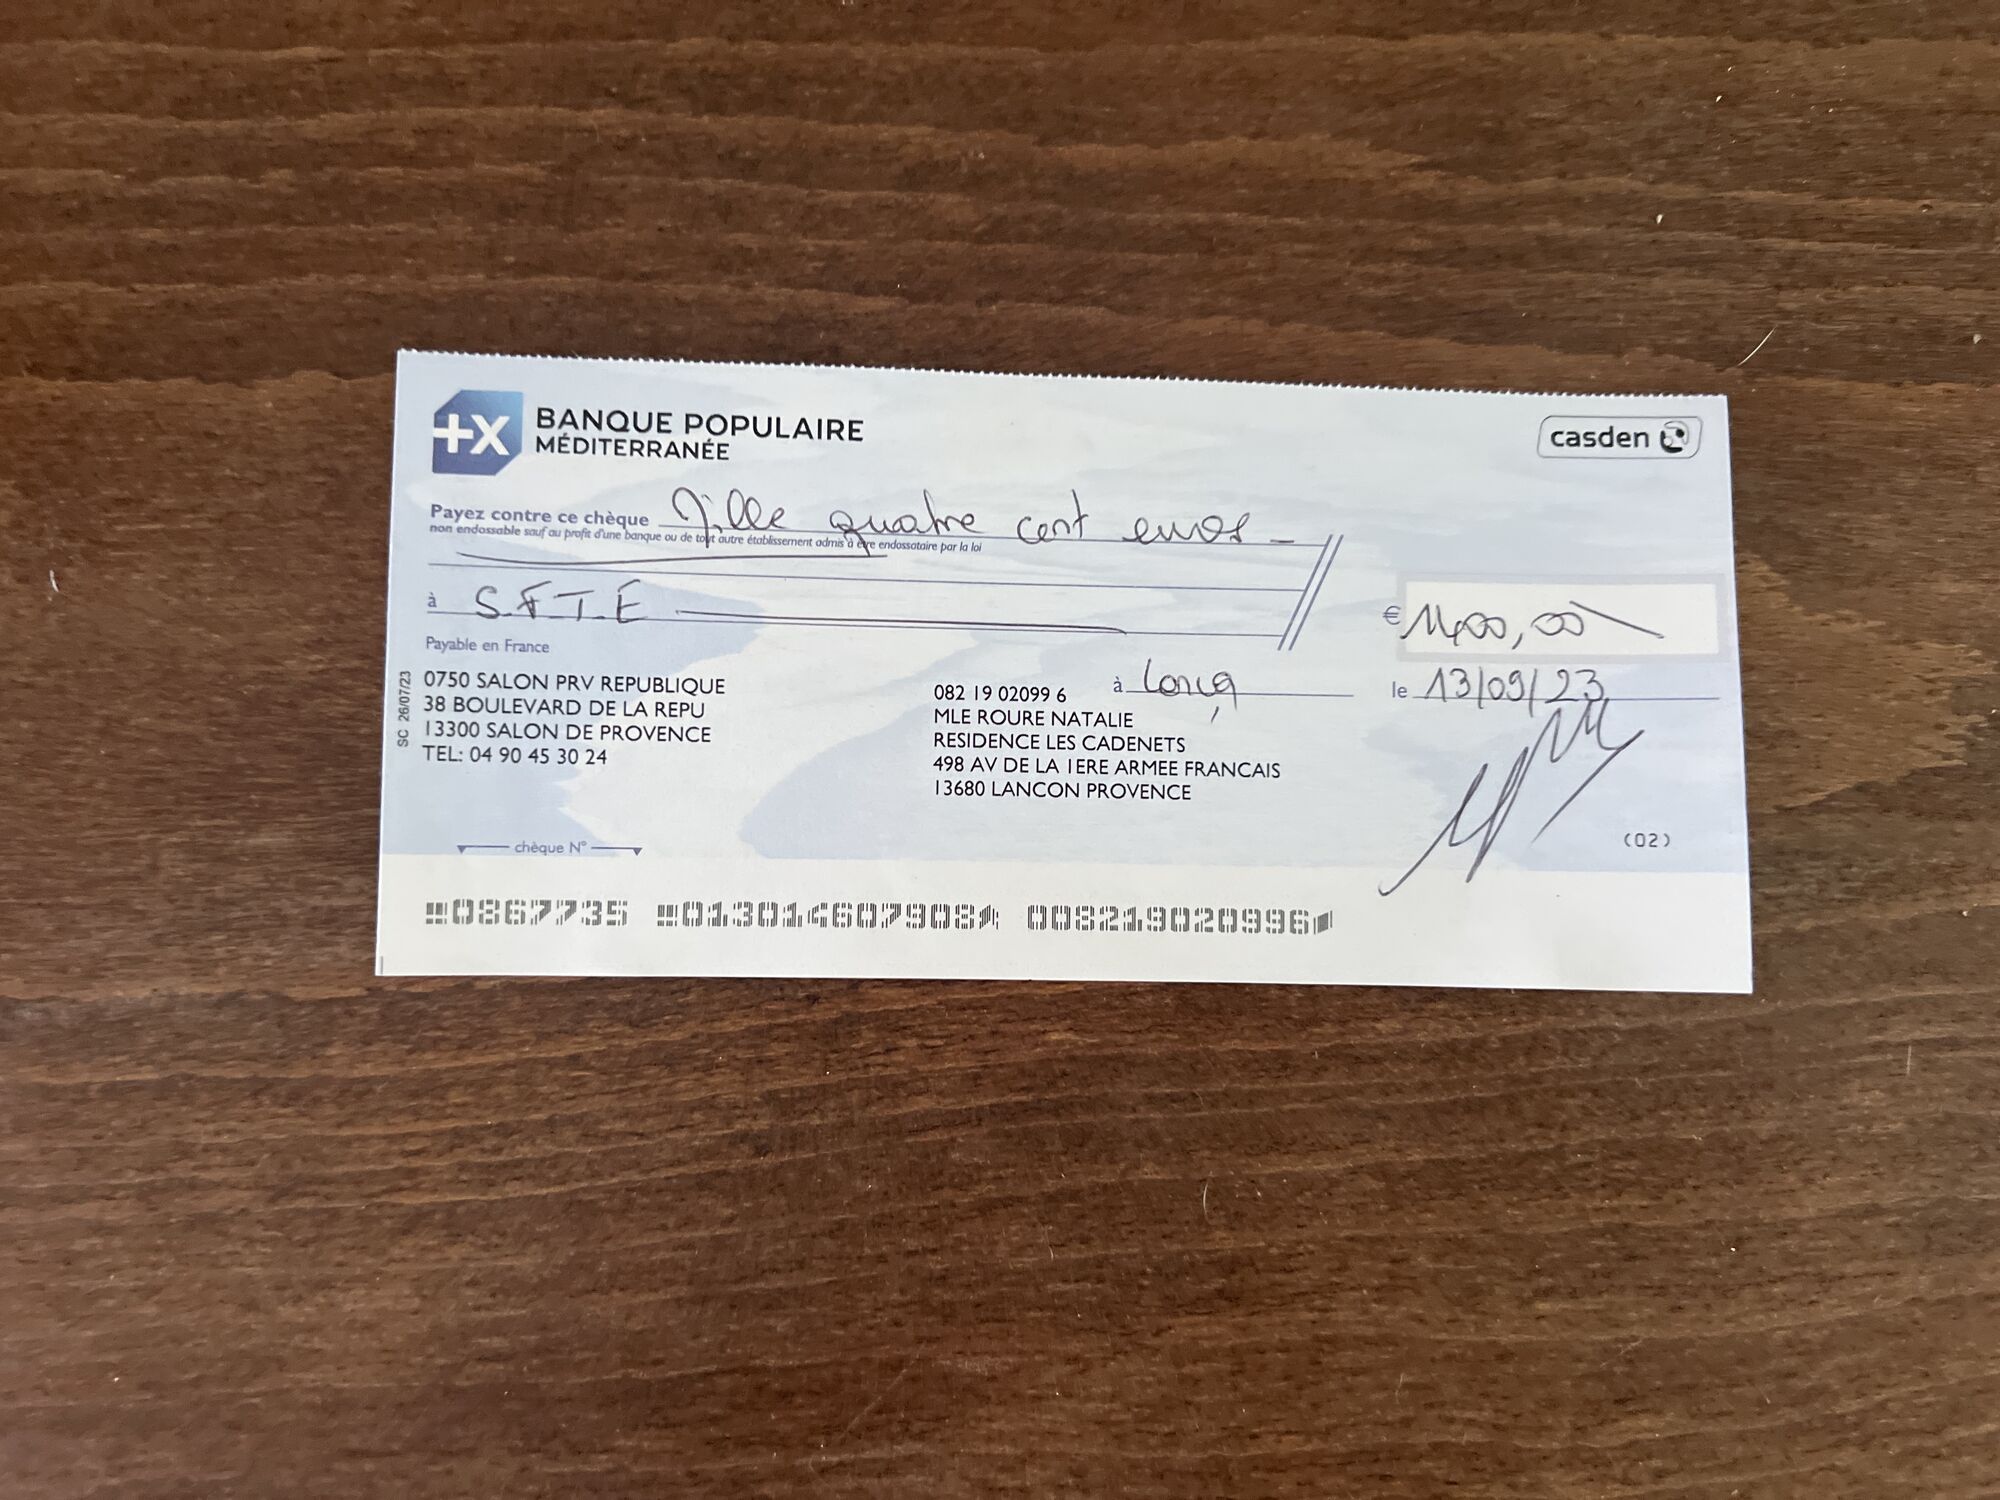 +X BANQUE POPULAIRE
MÉDITERRANÉE
casden
Payez contre ce chèque Mille quatre cent euros
non endossable sauf au profit d'une banque ou de tout autre établissement admis à être endossataire par la loi
à S.F.T.E
€ 1400,00
Payable en France
à
le 13/09/23
SC 26/07/23
0750 SALON PRV REPUBLIQUE
38 BOULEVARD DE LA REPU
13300 SALON DE PROVENCE
TEL: 04 90 45 30 24
082 19 02099 6
MLE ROURE NATALIE
RESIDENCE LES CADENETS
498 AV DE LA 1ERE ARMEE FRANCAIS
13680 LANCON PROVENCE
(02)
chèque N°
0867735 013014607908 008219020996